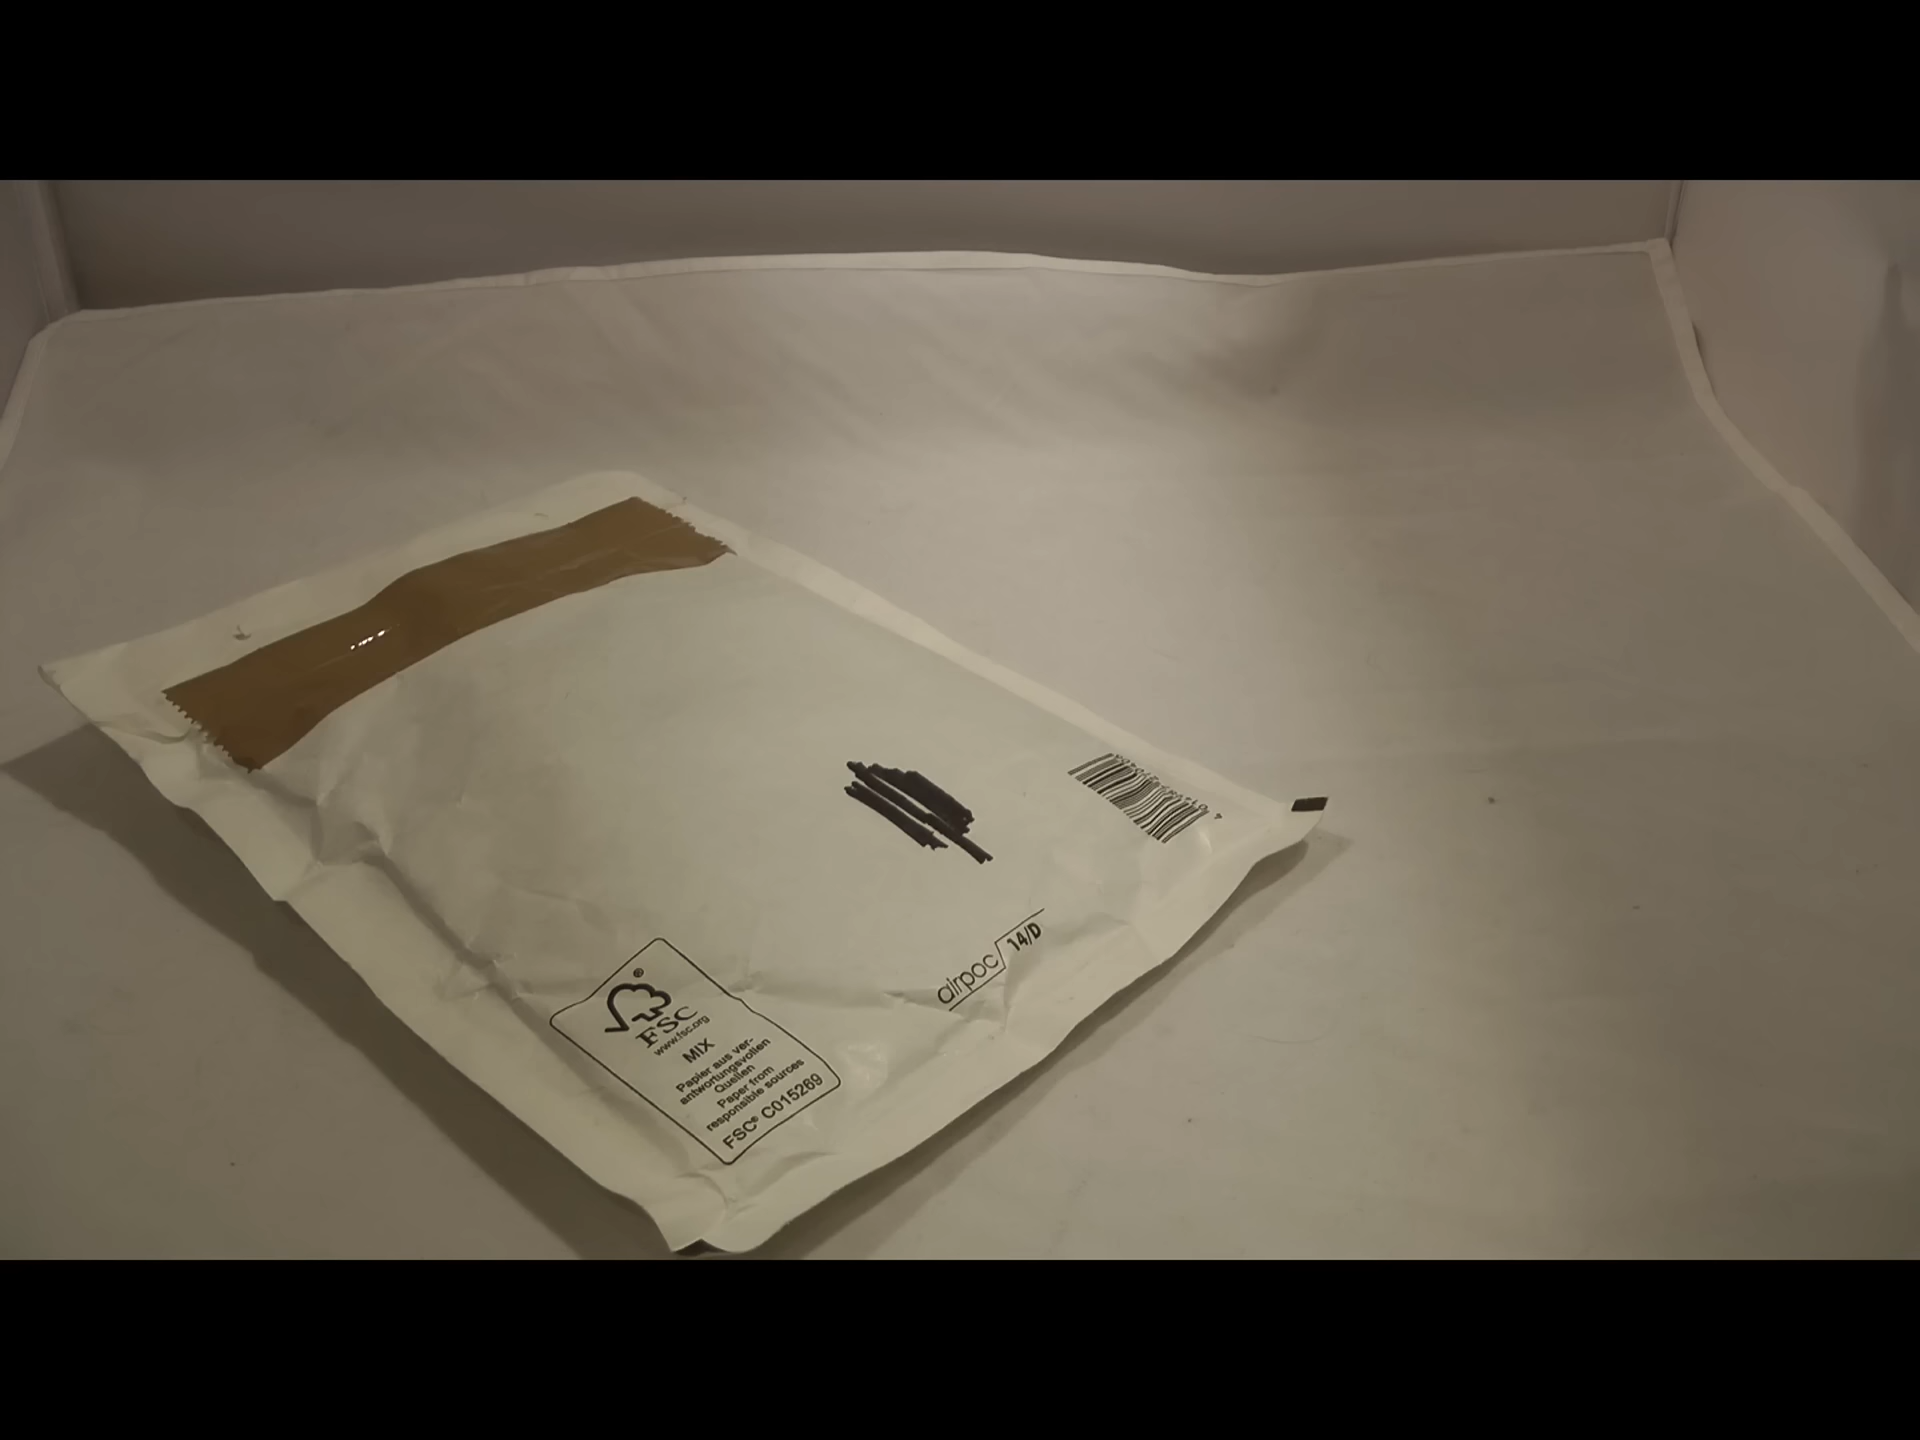 FSC
www.fsc.org
MIX
Papier aus ver-
antwortungsvollen
Quellen
Paper from
responsible sources
FSC® C015269
airpoc 14/D